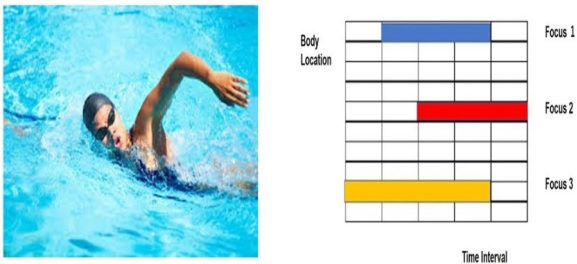 Body
Location
Focus 1
Focus 2
Focus 3
Time Interval